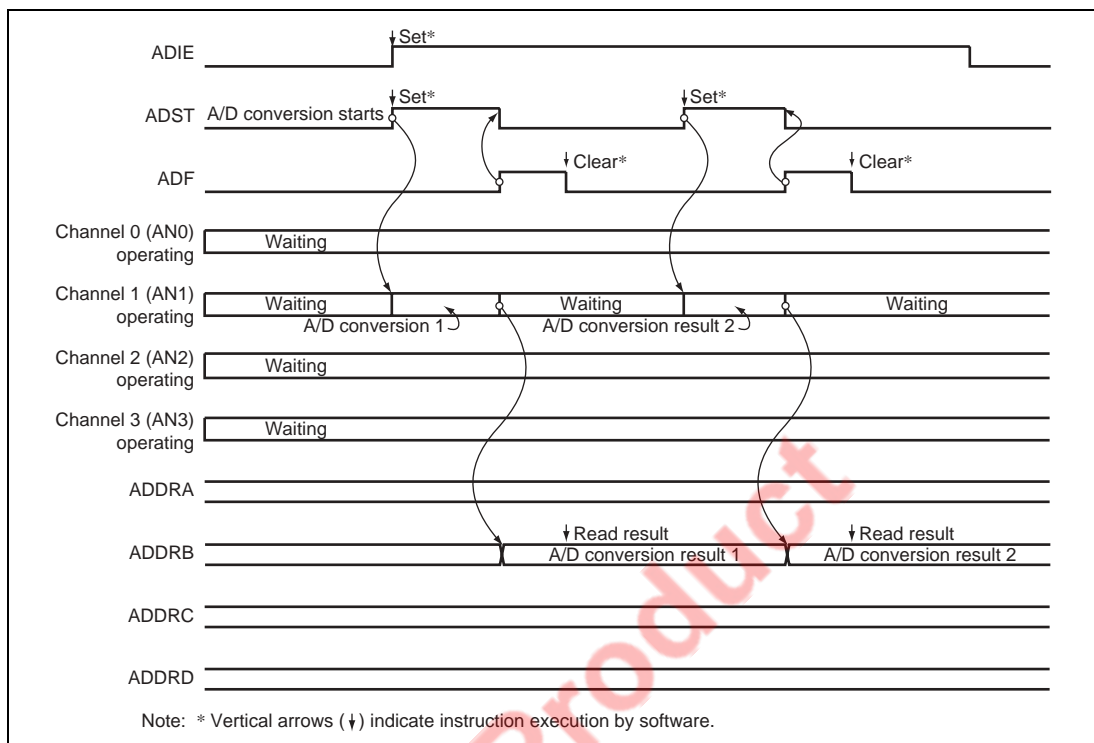 ADIE
↓Set*
ADST
A/D conversion starts
↓Set*
↓Set*
ADF
↓Clear*
↓Clear*
Channel 0 (AN0)
operating
Waiting
Channel 1 (AN1)
operating
Waiting
A/D conversion 1
Waiting
A/D conversion result 2
Waiting
Channel 2 (AN2)
operating
Waiting
Channel 3 (AN3)
operating
Waiting
ADDRA
ADDRB
↓Read result
A/D conversion result 1
↓Read result
A/D conversion result 2
ADDRC
ADDRD
Product
Note: * Vertical arrows (↓) indicate instruction execution by software.